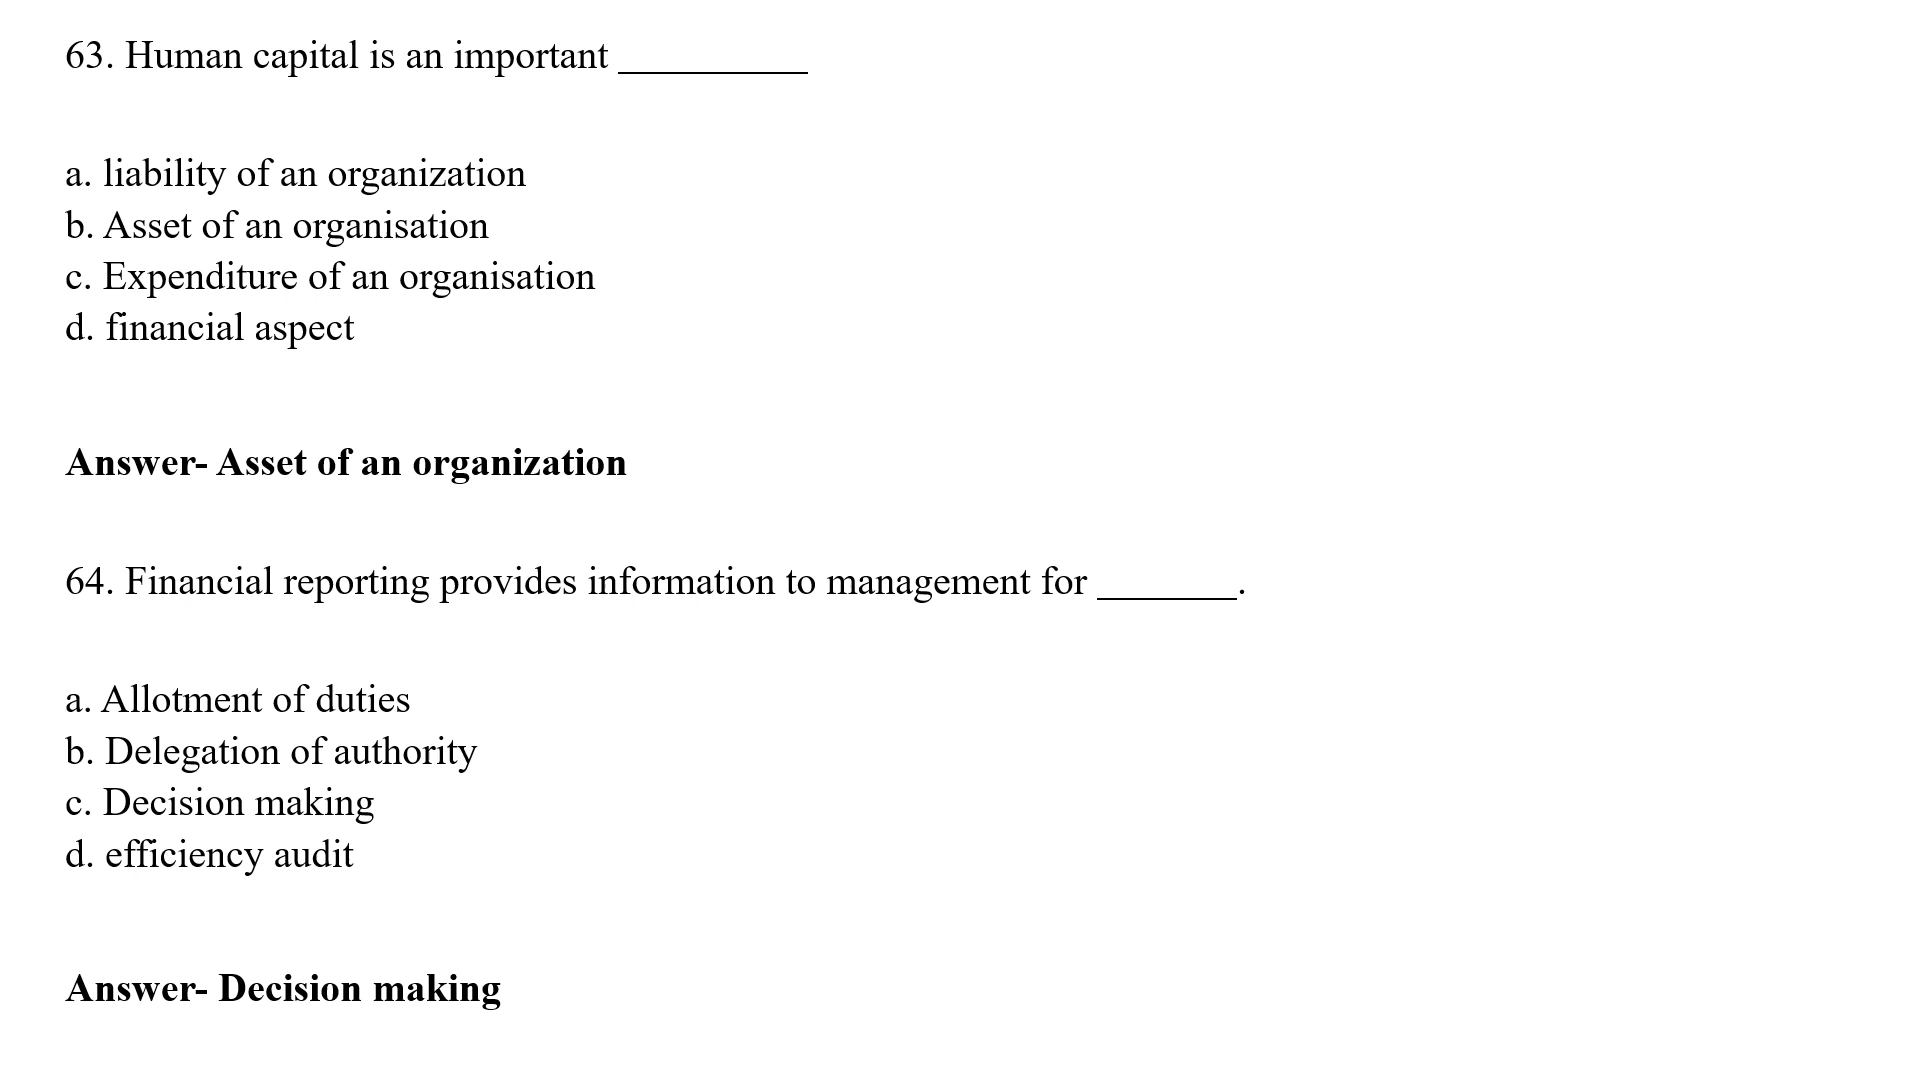 63. Human capital is an important __________
a. liability of an organization
b. Asset of an organisation
c. Expenditure of an organisation
d. financial aspect
Answer- Asset of an organization
64. Financial reporting provides information to management for _______.
a. Allotment of duties
b. Delegation of authority
c. Decision making
d. efficiency audit
Answer- Decision making